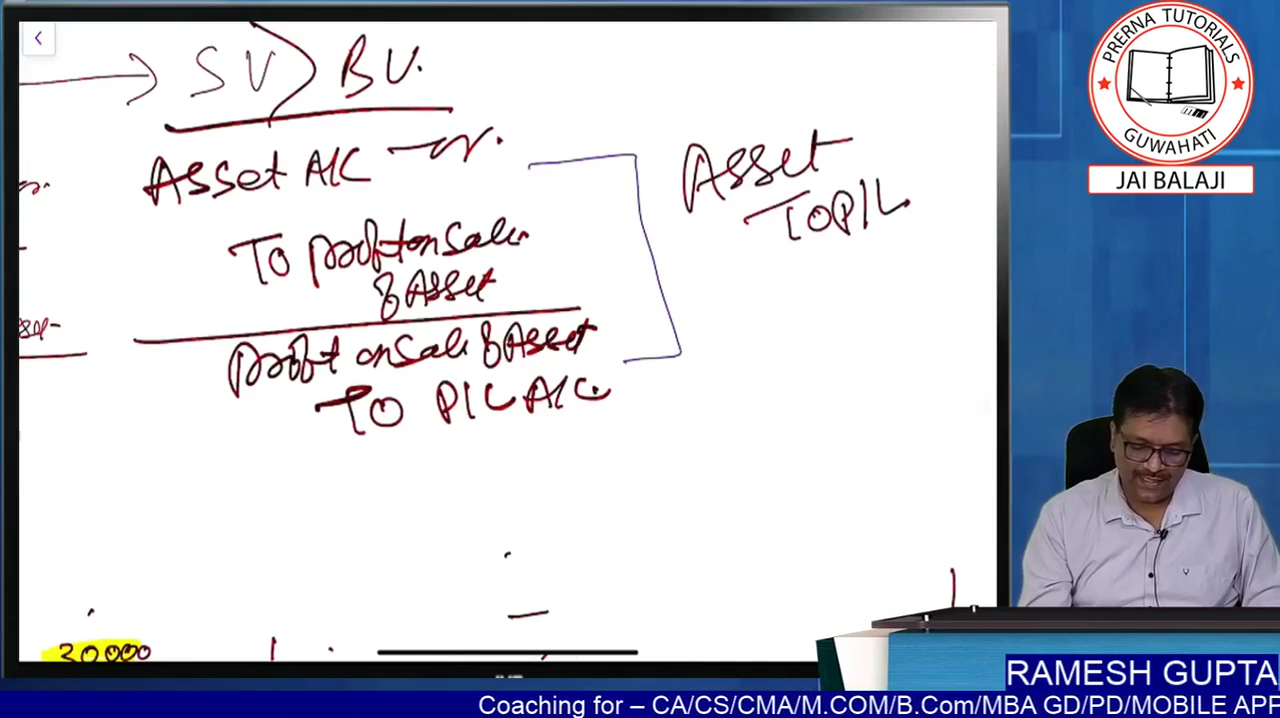 SV > BV.
Asset A/C - Dr.
To profit on Sale
of Asset
profit on Sale of Asset
To P/L A/C.
Asset
To P/L
30000
PRERNA TUTORIALS
GUWAHATI
JAI BALAJI
RAMESH GUPTA
Coaching for – CA/CS/CMA/M.COM/B.Com/MBA GD/PD/MOBILE APP